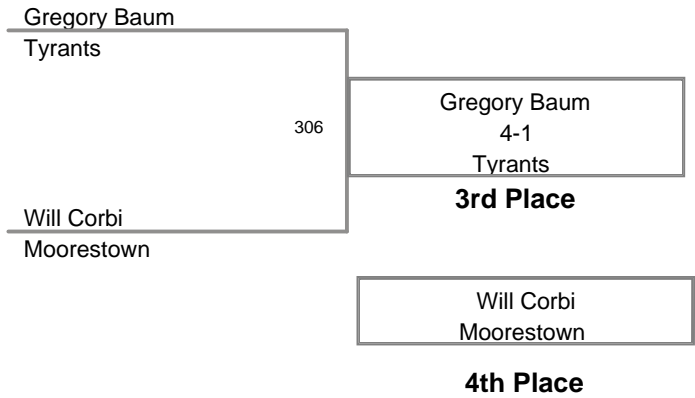 Gregory Baum
Tyrants
306
Gregory Baum
4-1
Tyrants
3rd Place
Will Corbi
Moorestown
Will Corbi
Moorestown
4th Place